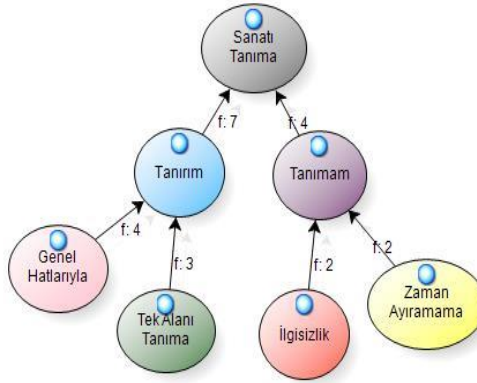 Sanatı
Tanıma
f: 7
f: 4
Tanırım
Tanımam
f: 4
f: 3
f: 2
f: 2
Genel
Hatlarıyla
Tek Alanı
Tanıma
İlgisizlik
Zaman
Ayıramama